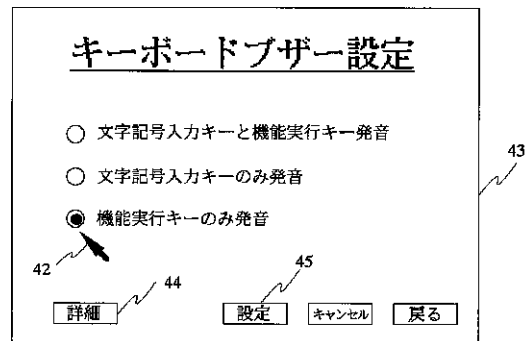 キーボードブザー設定
文字記号入力キーと機能実行キー発音
文字記号入力キーのみ発音
機能実行キーのみ発音
43
42
44
45
詳細
設定
キャンセル
戻る